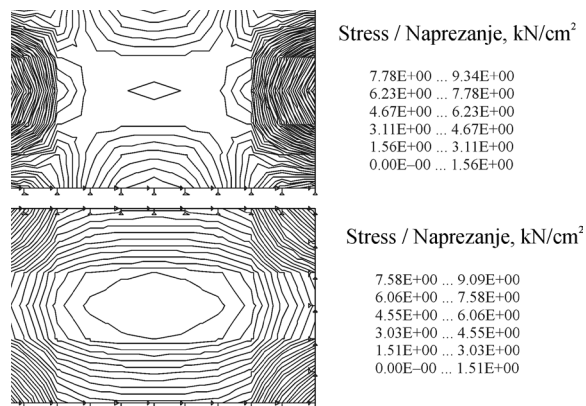 Stress / Naprezanje, kN/cm²
7.78E+00 ... 9.34E+00
6.23E+00 ... 7.78E+00
4.67E+00 ... 6.23E+00
3.11E+00 ... 4.67E+00
1.56E+00 ... 3.11E+00
0.00E–00 ... 1.56E+00
Stress / Naprezanje, kN/cm²
7.58E+00 ... 9.09E+00
6.06E+00 ... 7.58E+00
4.55E+00 ... 6.06E+00
3.03E+00 ... 4.55E+00
1.51E+00 ... 3.03E+00
0.00E–00 ... 1.51E+00